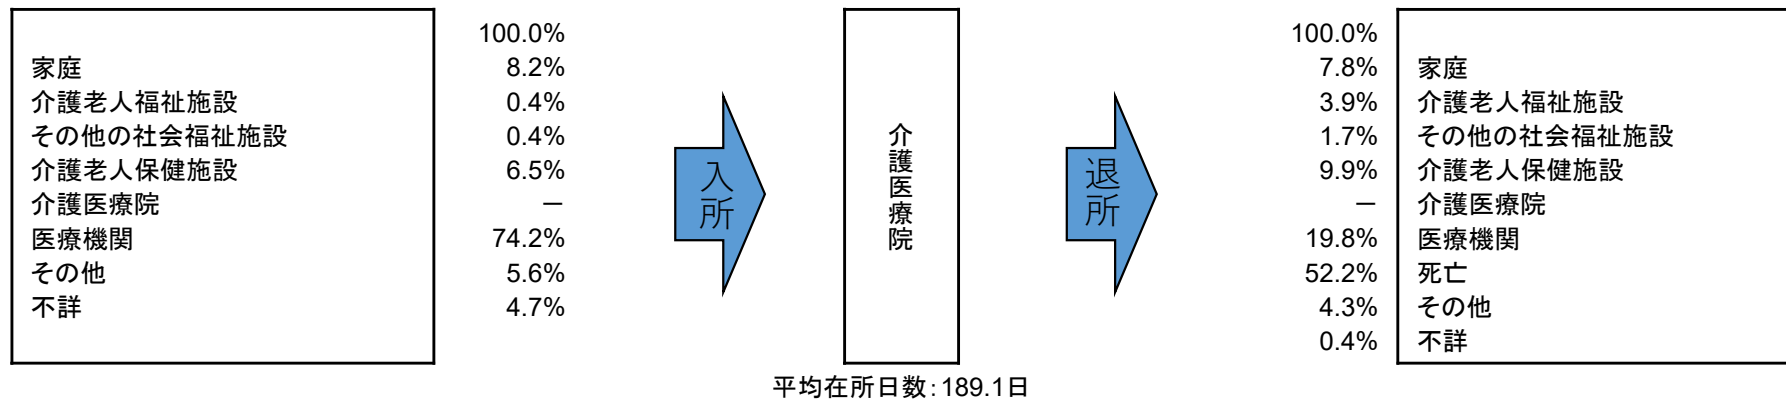 100.0%
家庭 8.2%
介護老人福祉施設 0.4%
その他の社会福祉施設 0.4%
介護老人保健施設 6.5%
介護医療院 －
医療機関 74.2%
その他 5.6%
不詳 4.7%
入所
介護医療院
退所
100.0%
7.8% 家庭
3.9% 介護老人福祉施設
1.7% その他の社会福祉施設
9.9% 介護老人保健施設
－ 介護医療院
19.8% 医療機関
52.2% 死亡
4.3% その他
0.4% 不詳
平均在所日数：189.1日